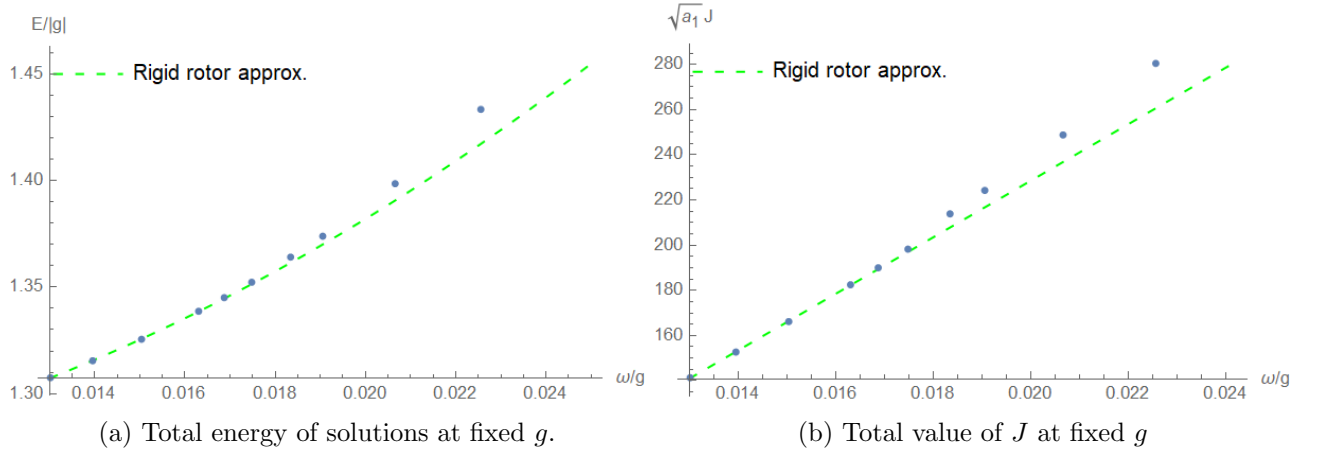 E/|g|
Rigid rotor approx.
1.45
1.40
1.35
1.30
0.014 0.016 0.018 0.020 0.022 0.024
ω/g
(a) Total energy of solutions at fixed g.
√a₁ J
Rigid rotor approx.
280
260
240
220
200
180
160
0.014 0.016 0.018 0.020 0.022 0.024
ω/g
(b) Total value of J at fixed g